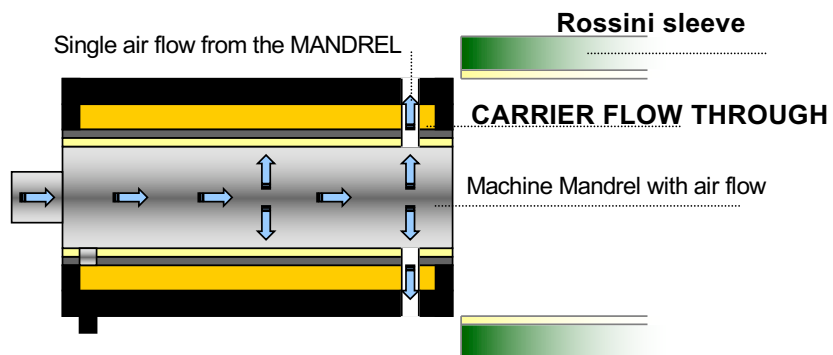 Rossini sleeve
Single air flow from the MANDREL
CARRIER FLOW THROUGH
Machine Mandrel with air flow